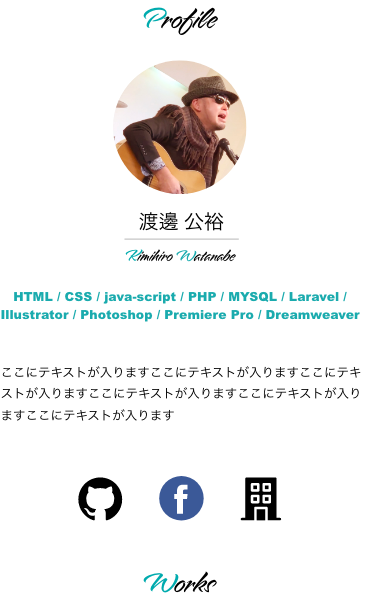 Profile
渡邊 公裕
Kimihiro Watanabe
HTML / CSS / java-script / PHP / MYSQL / Laravel /
Illustrator / Photoshop / Premiere Pro / Dreamweaver
ここにテキストが入りますここにテキストが入りますここにテキ
ストが入りますここにテキストが入りますここにテキストが入り
ますここにテキストが入ります
Works